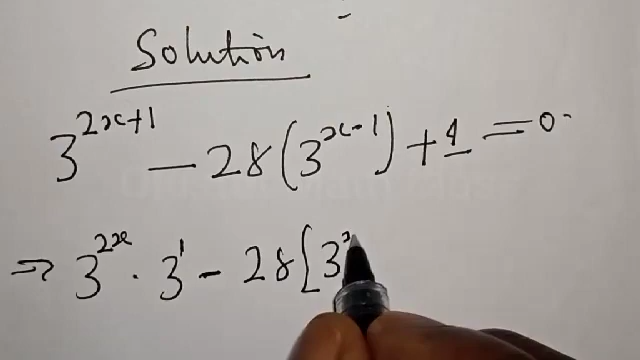 Solution
3^{2x+1} - 28(3^{x-1}) + 1 = 0.
⇒ 3^{2x} · 3^1 - 28[3^x